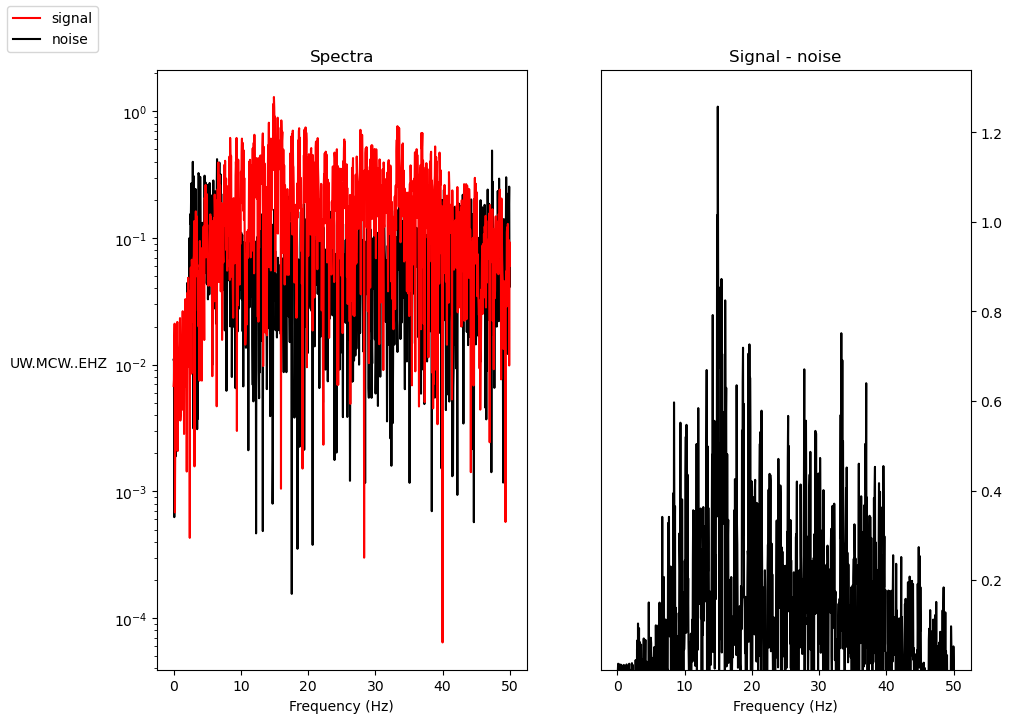 signal
noise
Spectra
Signal - noise
10^0
10^-1
10^-2
10^-3
10^-4
UW.MCW..EHZ
1.2
1.0
0.8
0.6
0.4
0.2
0 10 20 30 40 50
0 10 20 30 40 50
Frequency (Hz)
Frequency (Hz)